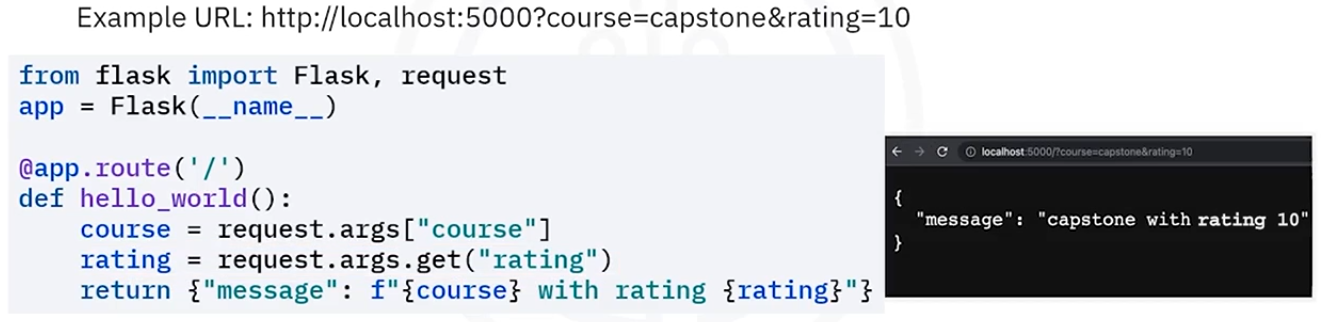 Example URL: http://localhost:5000?course=capstone&rating=10
from flask import Flask, request
app = Flask(__name__)
@app.route('/')
def hello_world():
    course = request.args["course"]
    rating = request.args.get("rating")
    return {"message": f"{course} with rating {rating}"}
localhost:5000/?course=capstone&rating=10
{
  "message": "capstone with rating 10"
}